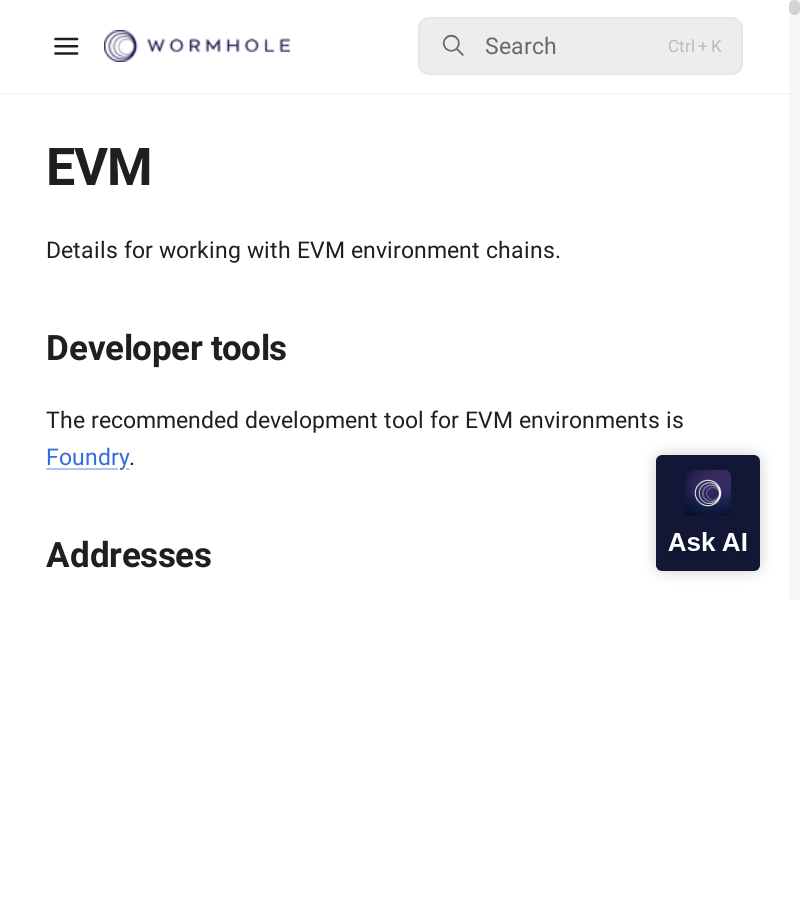 WORMHOLE
Search
Ctrl + K
EVM
Details for working with EVM environment chains.
Developer tools
The recommended development tool for EVM environments is
Foundry.
Ask AI
Addresses